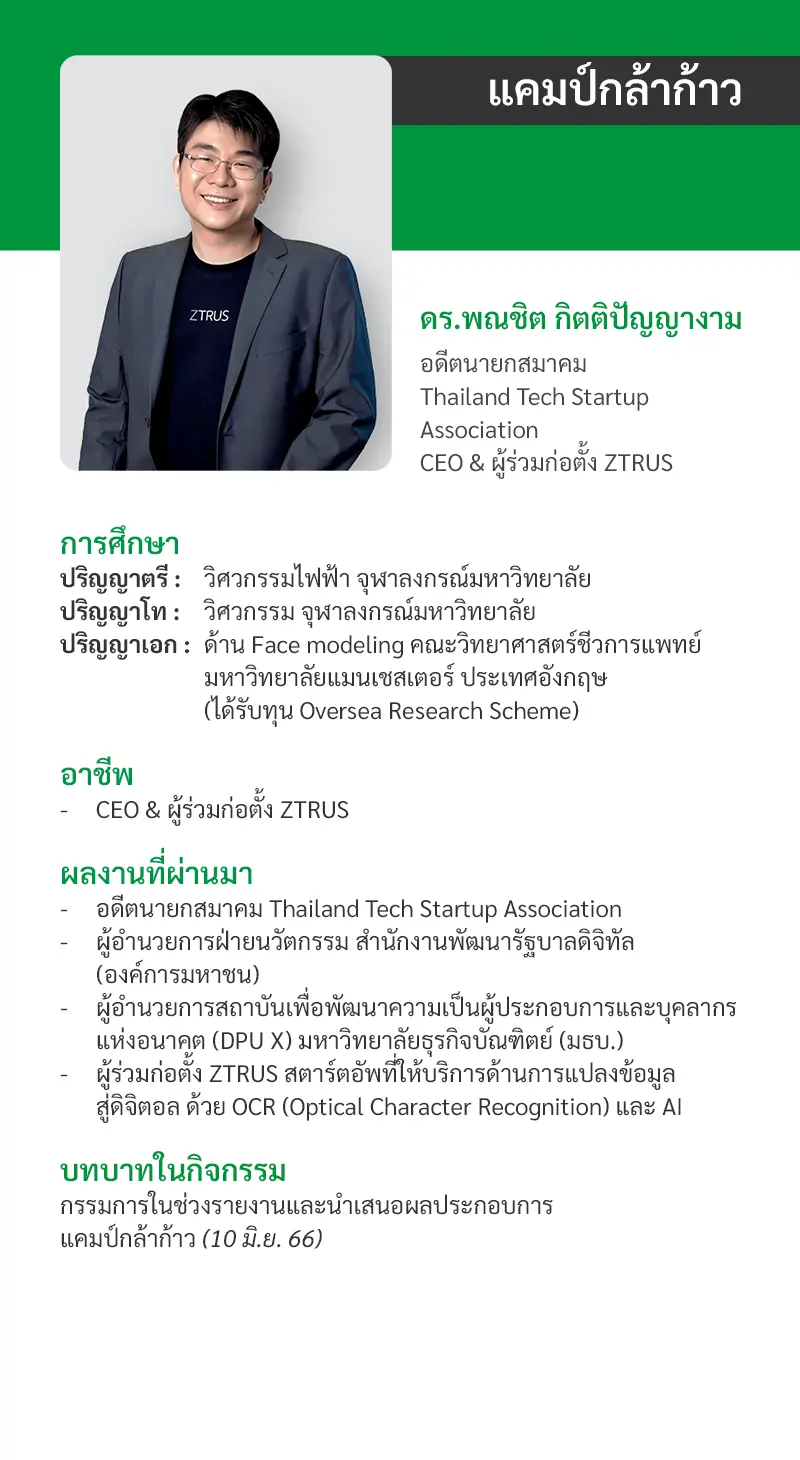 แคมป์กล้าก้าว
ZTRUS
ดร.พณชิต กิตติปัญญางาม
อดีตนายกสมาคม
Thailand Tech Startup
Association
CEO & ผู้ร่วมก่อตั้ง ZTRUS
การศึกษา
ปริญญาตรี : วิศวกรรมไฟฟ้า จุฬาลงกรณ์มหาวิทยาลัย
ปริญญาโท : วิศวกรรม จุฬาลงกรณ์มหาวิทยาลัย
ปริญญาเอก : ด้าน Face modeling คณะวิทยาศาสตร์ชีวการแพทย์
มหาวิทยาลัยแมนเชสเตอร์ ประเทศอังกฤษ
(ได้รับทุน Oversea Research Scheme)
อาชีพ
- CEO & ผู้ร่วมก่อตั้ง ZTRUS
ผลงานที่ผ่านมา
- อดีตนายกสมาคม Thailand Tech Startup Association
- ผู้อำนวยการฝ่ายนวัตกรรม สำนักงานพัฒนารัฐบาลดิจิทัล
(องค์การมหาชน)
- ผู้อำนวยการสถาบันเพื่อพัฒนาความเป็นผู้ประกอบการและบุคลากร
แห่งอนาคต (DPU X) มหาวิทยาลัยธุรกิจบัณฑิตย์ (มธบ.)
- ผู้ร่วมก่อตั้ง ZTRUS สตาร์ตอัพที่ให้บริการด้านการแปลงข้อมูล
สู่ดิจิตอล ด้วย OCR (Optical Character Recognition) และ AI
บทบาทในกิจกรรม
กรรมการในช่วงรายงานและนำเสนอผลประกอบการ
แคมป์กล้าก้าว (10 มิ.ย. 66)